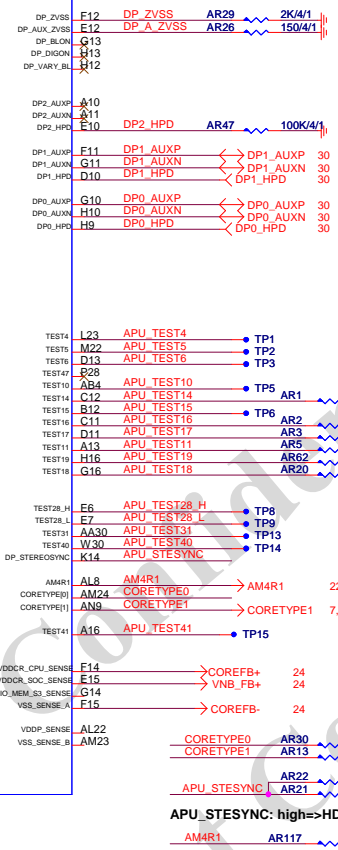 DP_ZVSS F12 DP_ZVSS AR29 2K/4/1
DP_AUX_ZVSS E12 DP_A_ZVSS AR26 150/4/1
DP_BLON G13
DP_DIGON H13
DP_VARY_BL H12
DP2_AUXP A10
DP2_AUXN A11
DP2_HPD E10 DP2_HPD AR47 100K/4/1
DP1_AUXP F11 DP1_AUXP DP1_AUXP 30
DP1_AUXN G11 DP1_AUXN DP1_AUXN 30
DP1_HPD D10 DP1_HPD DP1_HPD 30
DP0_AUXP G10 DP0_AUXP DP0_AUXP 30
DP0_AUXN H10 DP0_AUXN DP0_AUXN 30
DP0_HPD H9 DP0_HPD DP0_HPD 30
TEST4 L23 APU_TEST4 TP1
TEST5 M22 APU_TEST5 TP2
TEST6 D13 APU_TEST6 TP3
TEST47 P28
TEST10 AB4 APU_TEST10 TP5
TEST14 C12 APU_TEST14 AR1
TEST15 B12 APU_TEST15 TP6
TEST16 C11 APU_TEST16 AR2
TEST17 D11 APU_TEST17 AR3
TEST11 A13 APU_TEST11 AR5
TEST19 H16 APU_TEST19 AR62
TEST18 G16 APU_TEST18 AR20
TEST28_H E6 APU_TEST28_H TP8
TEST28_L E7 APU_TEST28_L TP9
TEST31 AA30 APU_TEST31 TP13
TEST40 W30 APU_TEST40 TP14
DP_STEREOSYNC K14 APU_STESYNC
AM4R1 AL8 AM4R1 AM4R1 22
CORETYPE[0] AM24 CORETYPE0
CORETYPE[1] AN9 CORETYPE1 CORETYPE1 7,
TEST41 A16 APU_TEST41 TP15
VDDCR_CPU_SENSE F14 COREFB+ 24
VDDCR_SOC_SENSE E15 VNB_FB+ 24
IO_MEM_S3_SENSE G14
VSS_SENSE_A F15 COREFB- 24
VDDP_SENSE AL22
VSS_SENSE_B AM23
CORETYPE0 AR30
CORETYPE1 AR13
AR22
APU_STESYNC AR21
APU_STESYNC: high=>HD
AM4R1 AR117
Confiden
Co